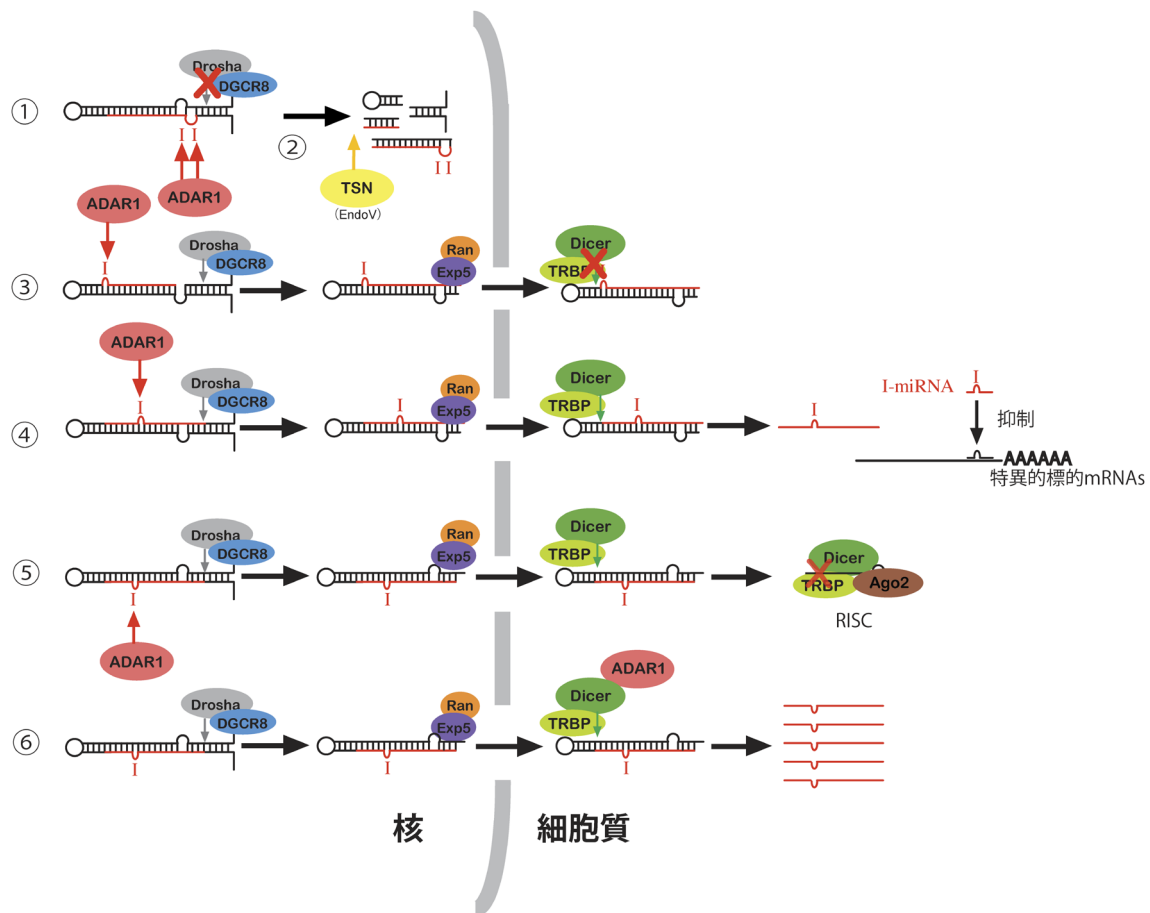 Drosha
DGCR8
①
I I
ADAR1
②
I I
TSN
(EndoV)
ADAR1
③
I
Drosha
DGCR8
I
Ran
Exp5
Dicer
TRBP
ADAR1
④
I
Drosha
DGCR8
I
Ran
Exp5
Dicer
TRBP
I
I
I-miRNA
I
抑制
AAAAAA
特異的標的mRNAs
⑤
Drosha
DGCR8
I
ADAR1
Ran
Exp5
I
Dicer
TRBP
I
Dicer
TRBP
Ago2
RISC
⑥
Drosha
DGCR8
I
Ran
Exp5
I
ADAR1
Dicer
TRBP
I
核
細胞質